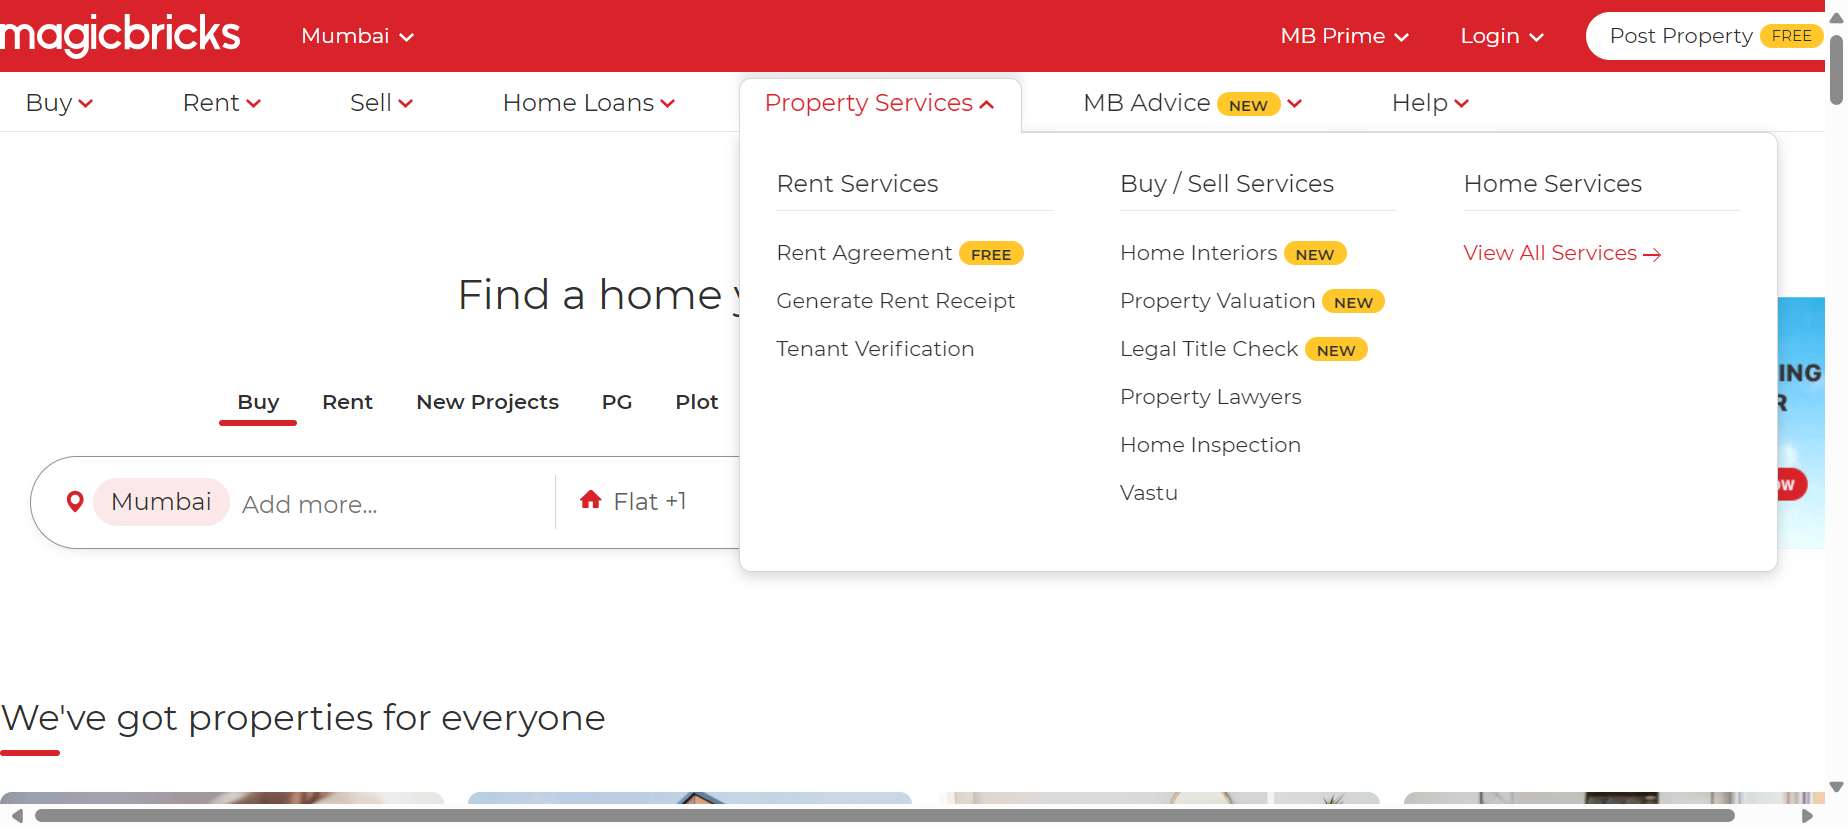 magicbricks Mumbai MB Prime Login Post Property FREE
Buy Rent Sell Home Loans Property Services MB Advice NEW Help
Rent Services
Rent Agreement FREE
Generate Rent Receipt
Tenant Verification
Buy / Sell Services
Home Interiors NEW
Property Valuation NEW
Legal Title Check NEW
Property Lawyers
Home Inspection
Vastu
Home Services
View All Services
Find a home
Buy Rent New Projects PG Plot
Mumbai Add more... Flat +1
We've got properties for everyone